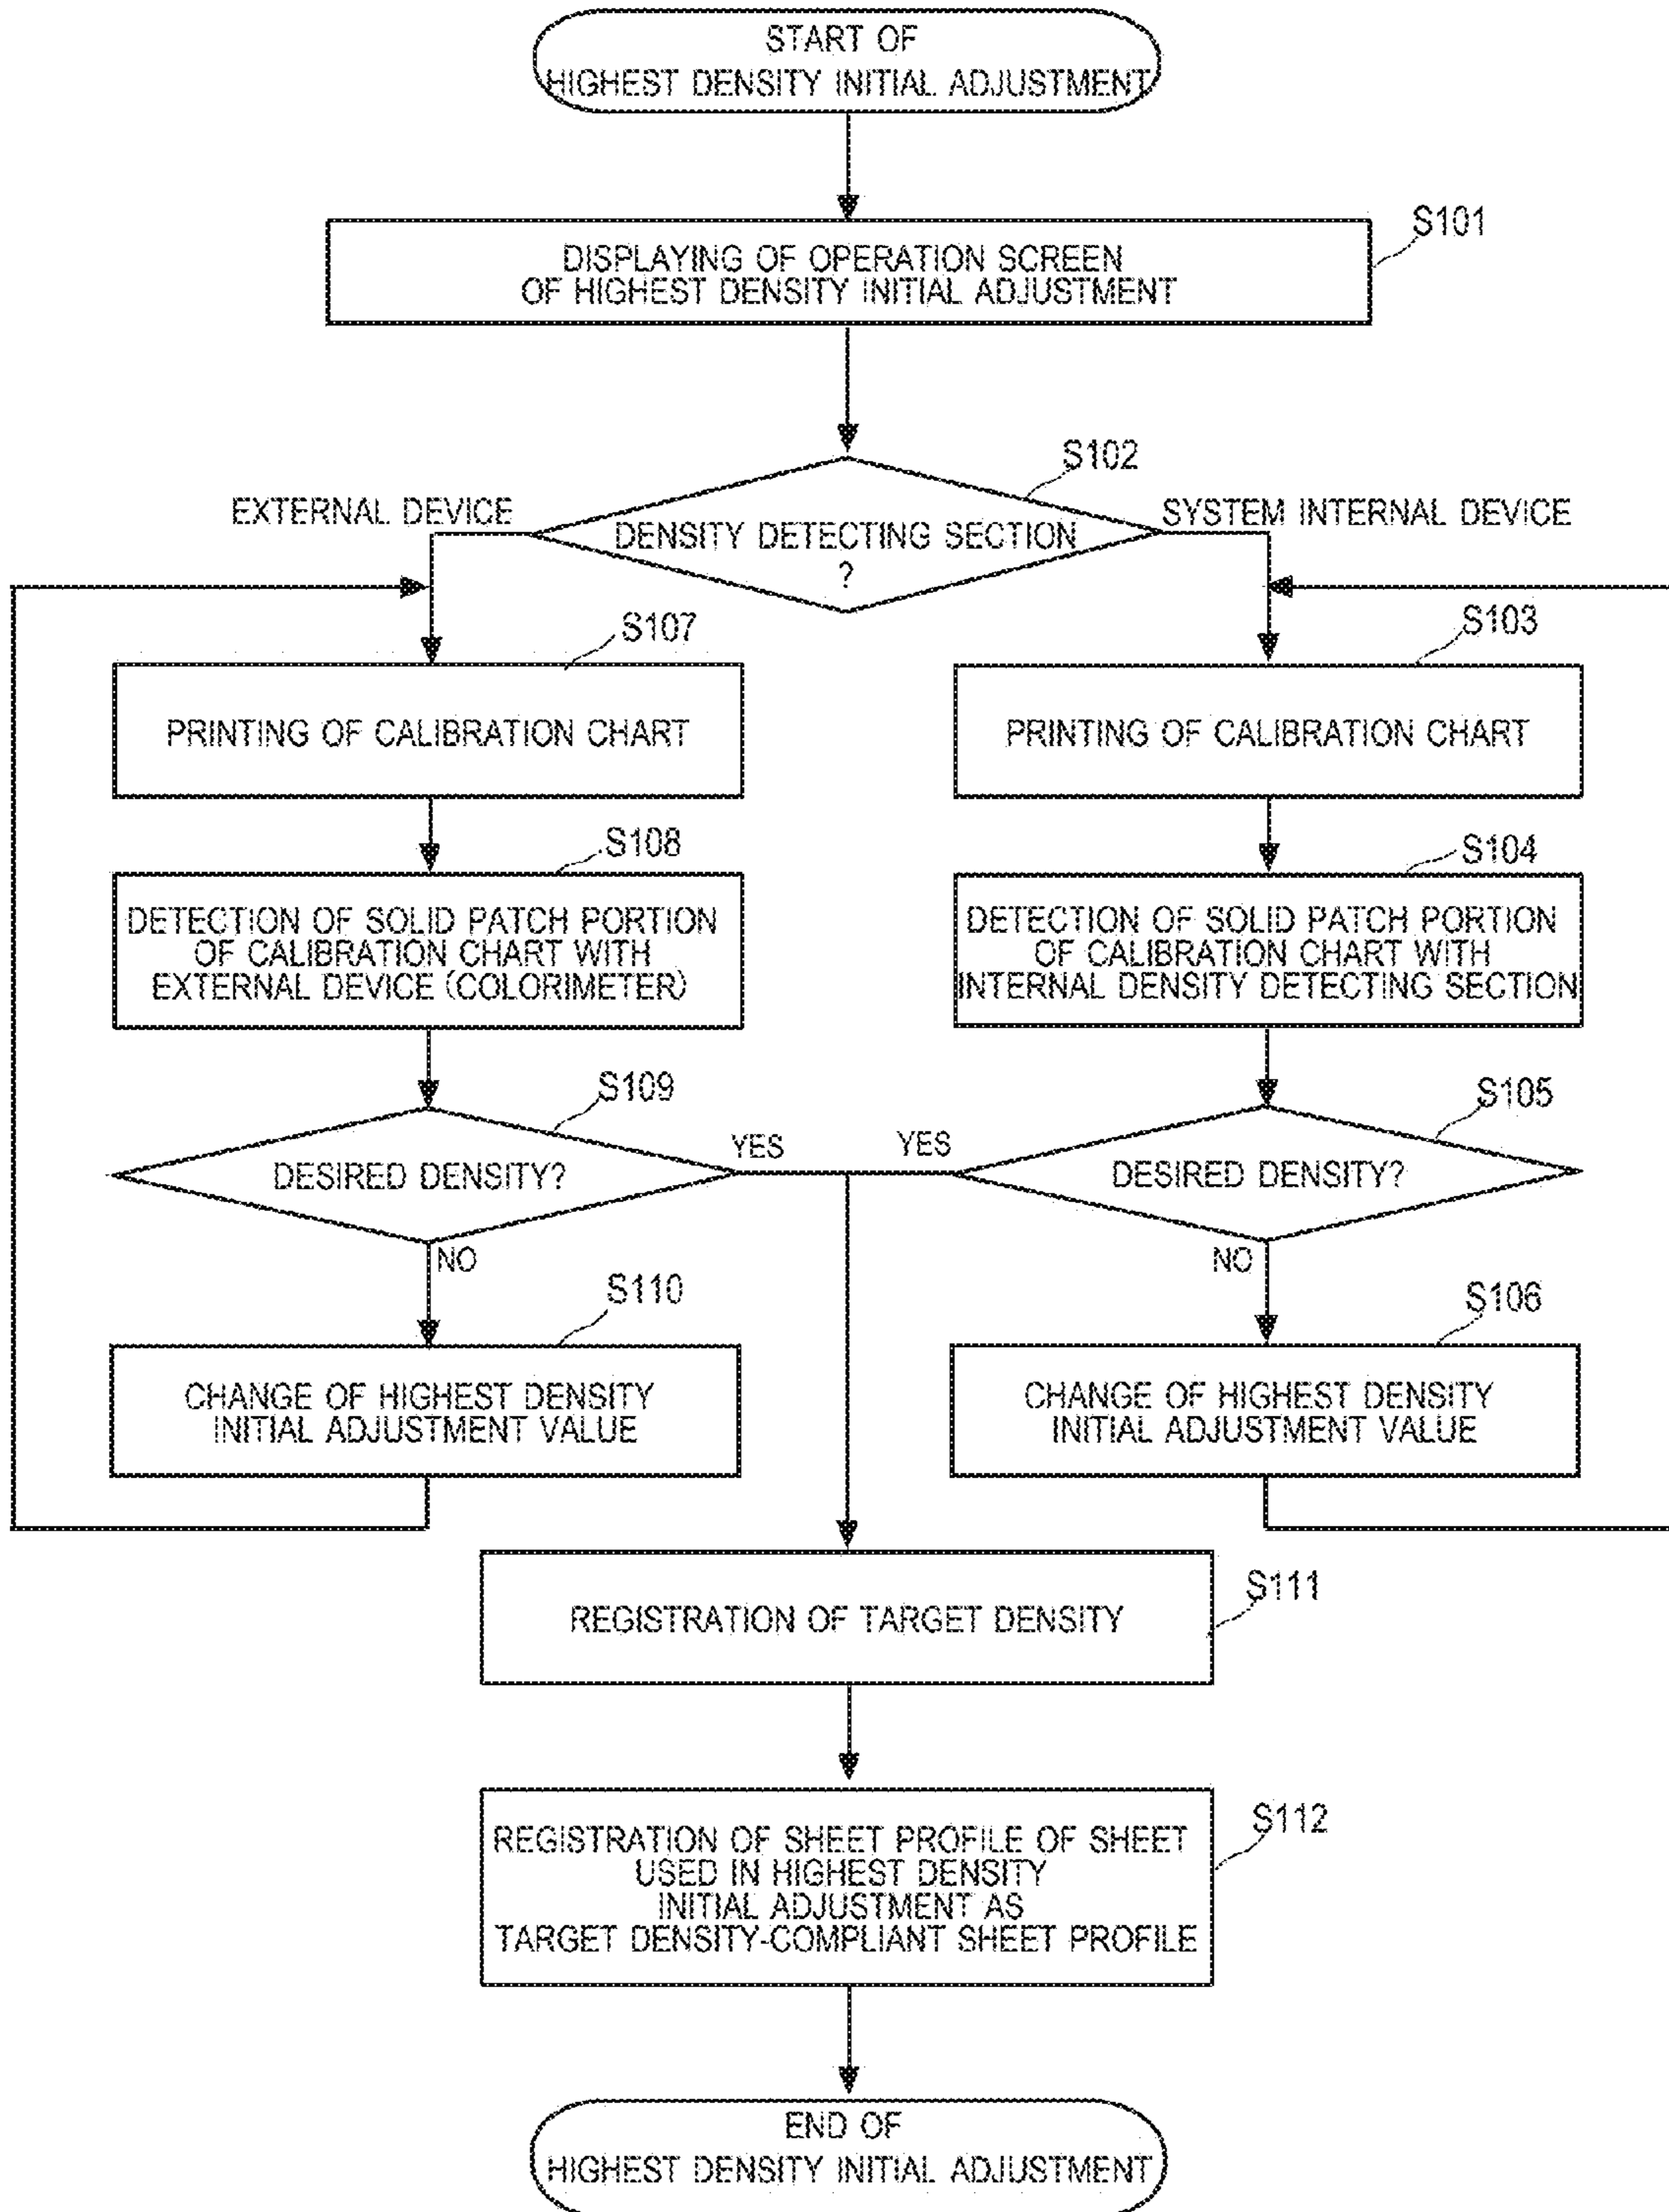 START OF
HIGHEST DENSITY INITIAL ADJUSTMENT
S101
DISPLAYING OF OPERATION SCREEN
OF HIGHEST DENSITY INITIAL ADJUSTMENT
S102
EXTERNAL DEVICE
SYSTEM INTERNAL DEVICE
DENSITY DETECTING SECTION
?
S107
PRINTING OF CALIBRATION CHART
S103
PRINTING OF CALIBRATION CHART
S108
DETECTION OF SOLID PATCH PORTION
OF CALIBRATION CHART WITH
EXTERNAL DEVICE (COLORIMETER)
S104
DETECTION OF SOLID PATCH PORTION
OF CALIBRATION CHART WITH
INTERNAL DENSITY DETECTING SECTION
S109
DESIRED DENSITY?
YES
YES
S105
DESIRED DENSITY?
NO
NO
S110
CHANGE OF HIGHEST DENSITY
INITIAL ADJUSTMENT VALUE
S106
CHANGE OF HIGHEST DENSITY
INITIAL ADJUSTMENT VALUE
S111
REGISTRATION OF TARGET DENSITY
S112
REGISTRATION OF SHEET PROFILE OF SHEET
USED IN HIGHEST DENSITY
INITIAL ADJUSTMENT AS
TARGET DENSITY-COMPLIANT SHEET PROFILE
END OF
HIGHEST DENSITY INITIAL ADJUSTMENT